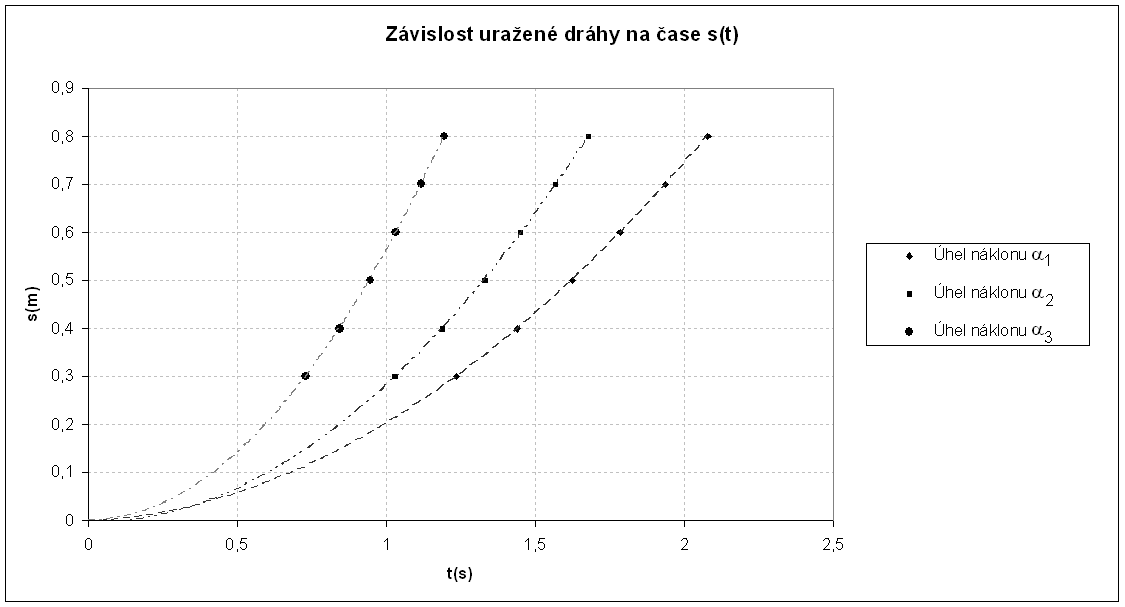 Závislost uražené dráhy na čase s(t)
0,9
0,8
0,7
0,6
0,5
0,4
0,3
0,2
0,1
0
s(m)
0 0,5 1 1,5 2 2,5
t(s)
Úhel náklonu α1
Úhel náklonu α2
Úhel náklonu α3